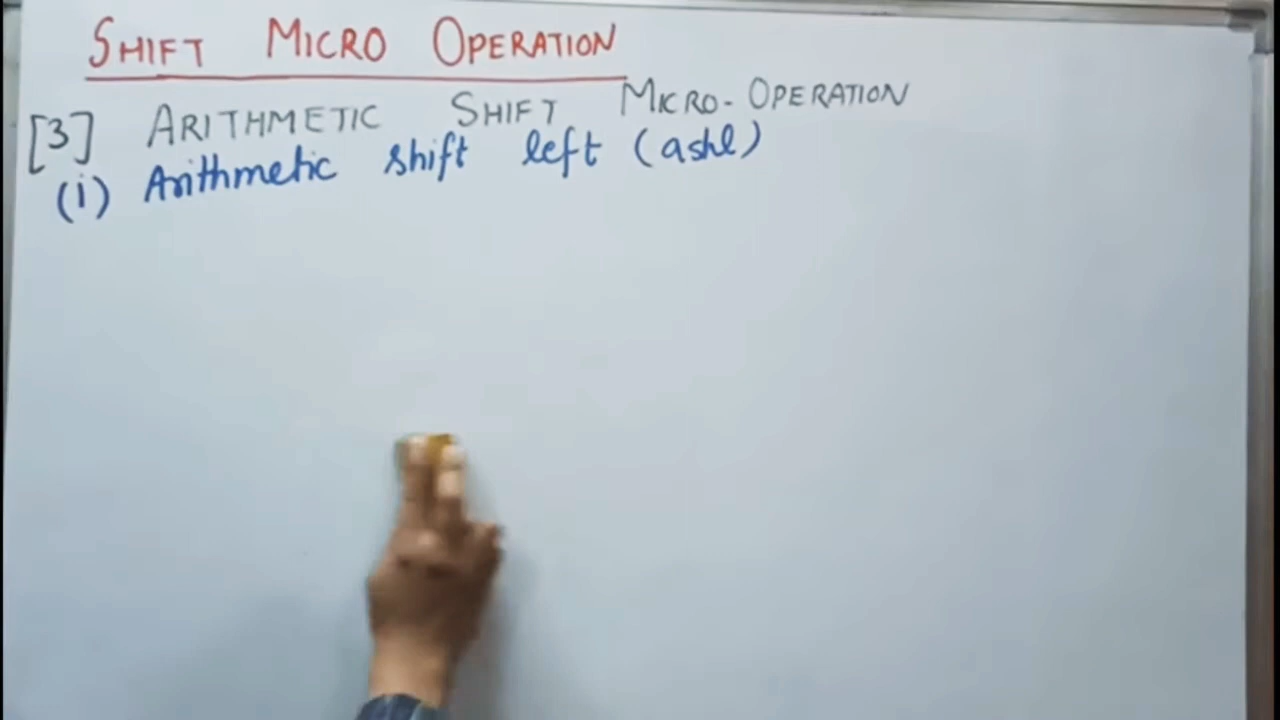 SHIFT MICRO OPERATION
[3] ARITHMETIC SHIFT MICRO-OPERATION
(i) Arithmetic shift left (ashl)